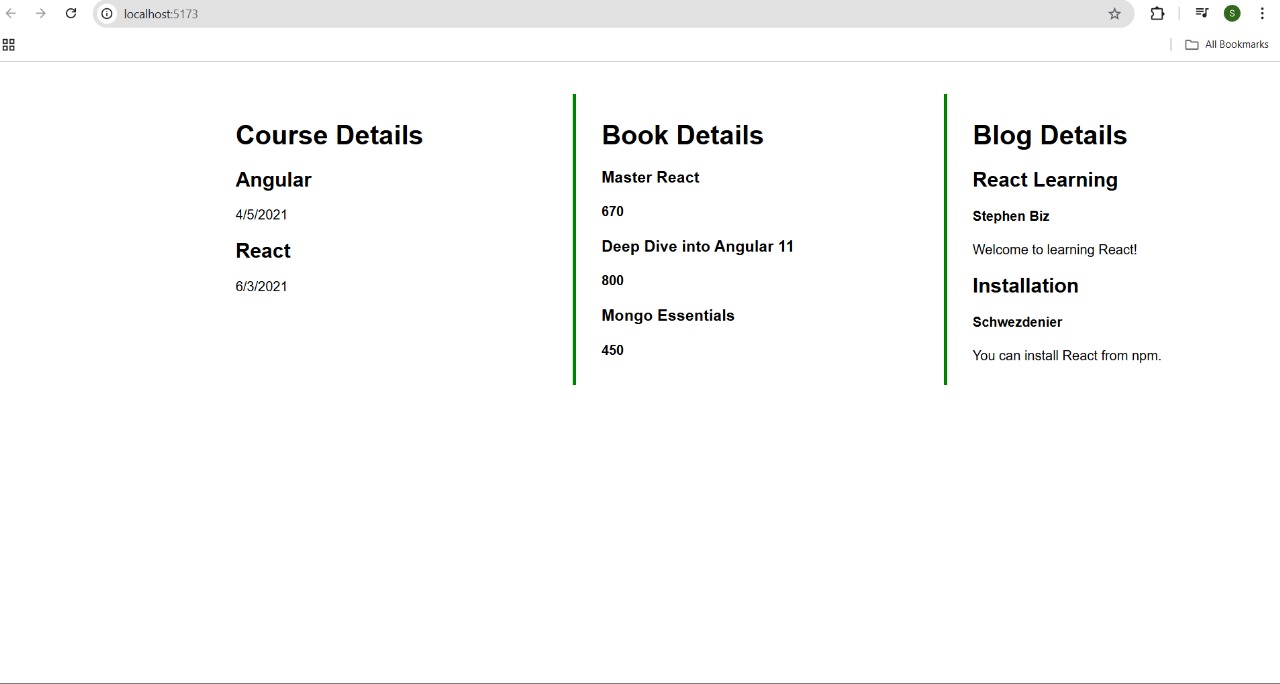 localhost:5173
S
All Bookmarks
Course Details
Angular
4/5/2021
React
6/3/2021
Book Details
Master React
670
Deep Dive into Angular 11
800
Mongo Essentials
450
Blog Details
React Learning
Stephen Biz
Welcome to learning React!
Installation
Schwezdenier
You can install React from npm.